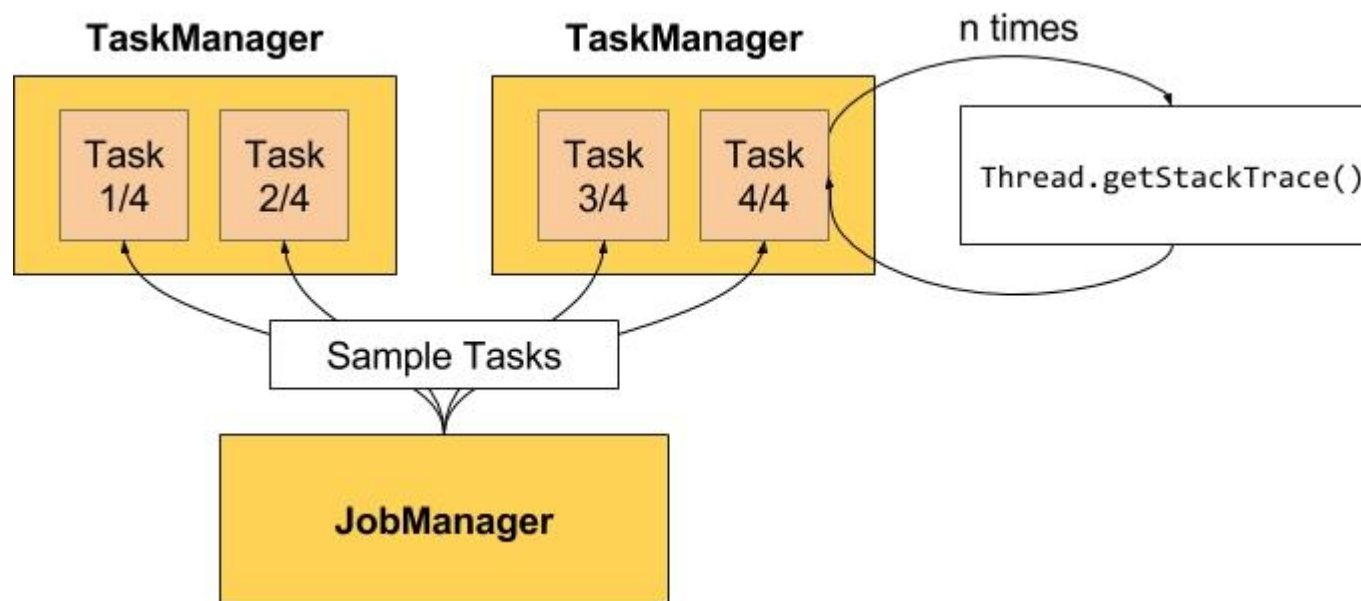 TaskManager
TaskManager
n times
Task
1/4
Task
2/4
Task
3/4
Task
4/4
Thread.getStackTrace()
Sample Tasks
JobManager